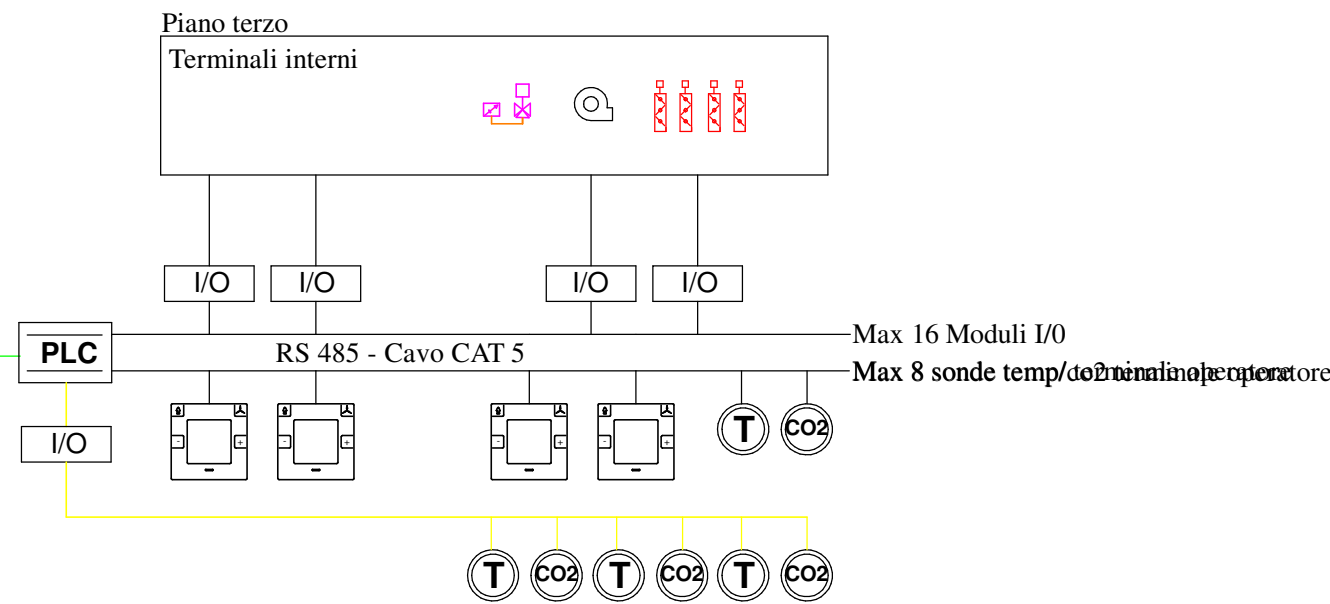 Piano terzo
Terminali interni
I/O I/O I/O I/O
PLC
RS 485 - Cavo CAT 5
Max 16 Moduli I/0
Max 8 sonde temp/
I/O
- + - + - + - +
T CO2
T CO2 T CO2 T CO2